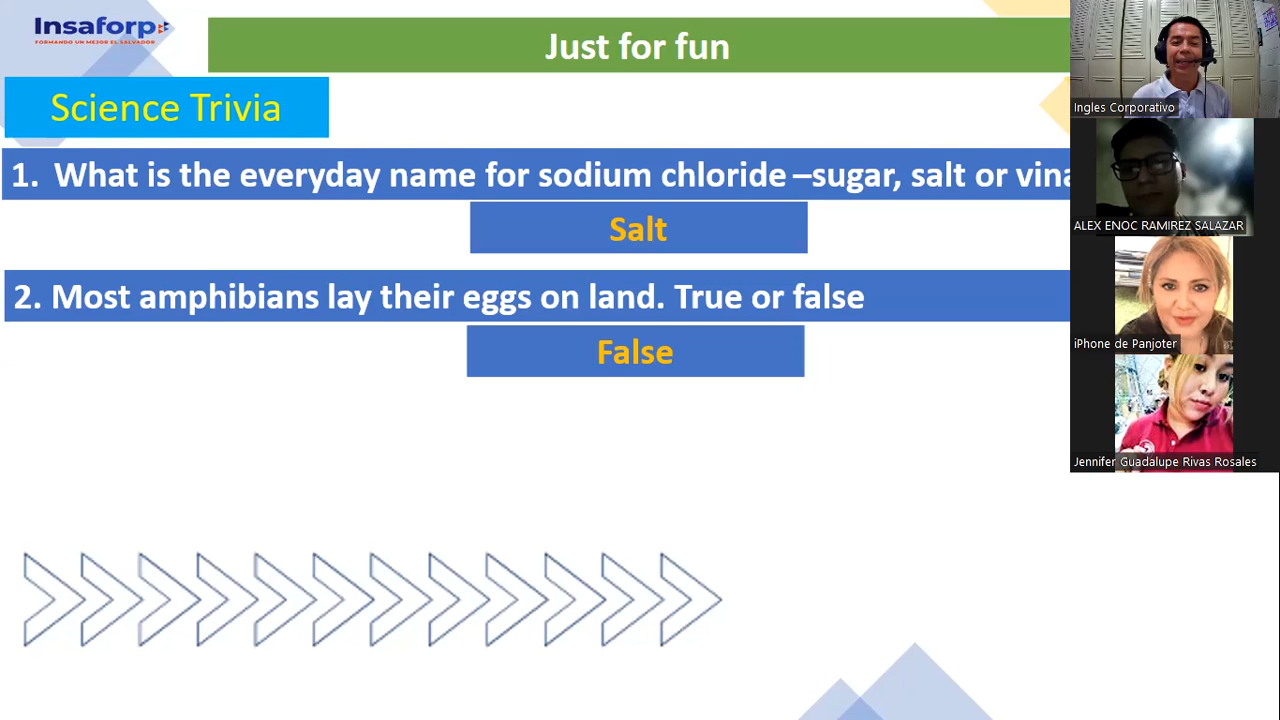 Insaforp
FORMANDO UN MEJOR EL SALVADOR
Just for fun
Science Trivia
1. What is the everyday name for sodium chloride –sugar, salt or vina
Salt
2. Most amphibians lay their eggs on land. True or false
False
Ingles Corporativo
ALEX ENOC RAMIREZ SALAZAR
iPhone de Panjoter
Jennifer Guadalupe Rivas Rosales